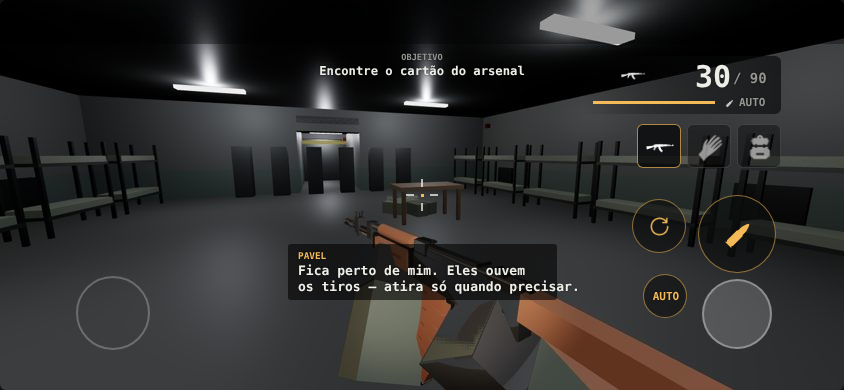 OBJETIVO
Encontre o cartão do arsenal
30 / 90
AUTO
PAVEL
Fica perto de mim. Eles ouvem
os tiros — atira só quando precisar.
AUTO